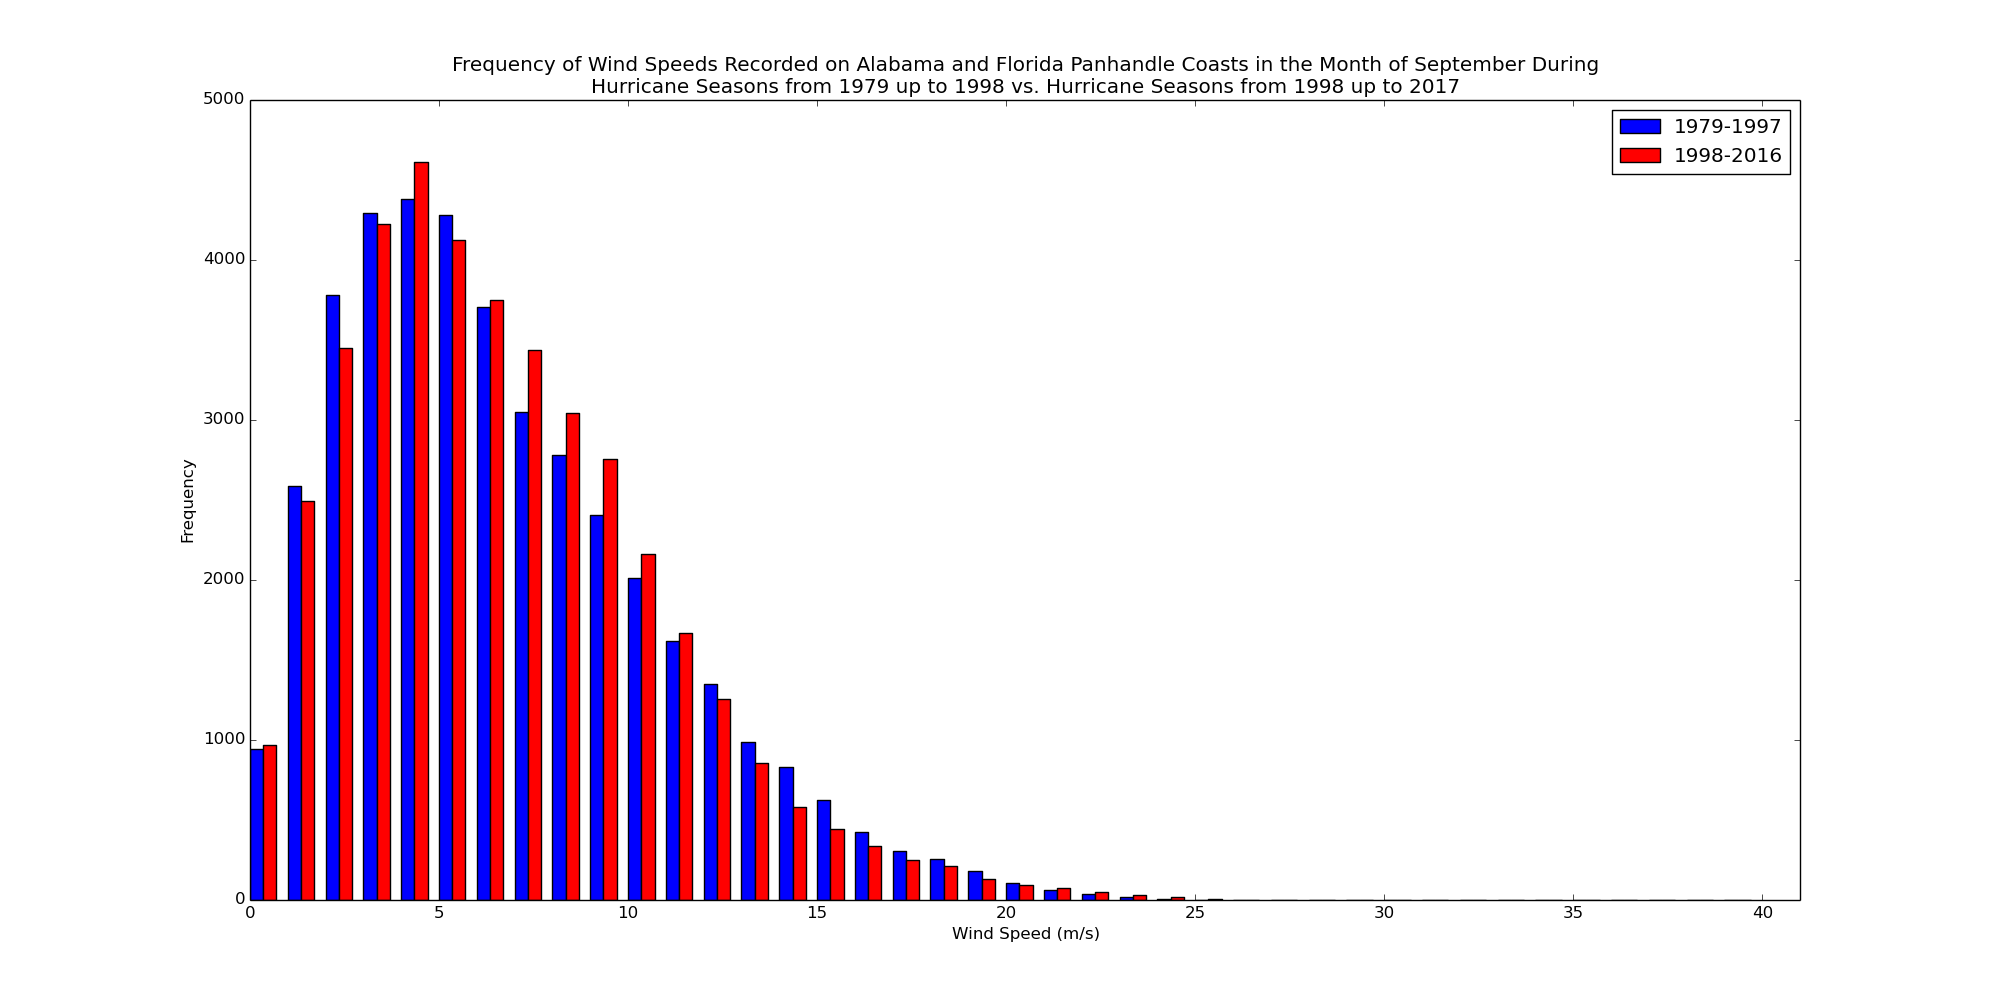 Frequency of Wind Speeds Recorded on Alabama and Florida Panhandle Coasts in the Month of September During
Hurricane Seasons from 1979 up to 1998 vs. Hurricane Seasons from 1998 up to 2017
5000
4000
3000
2000
1000
0
Frequency
1979-1997
1998-2016
0 5 10 15 20 25 30 35 40
Wind Speed (m/s)